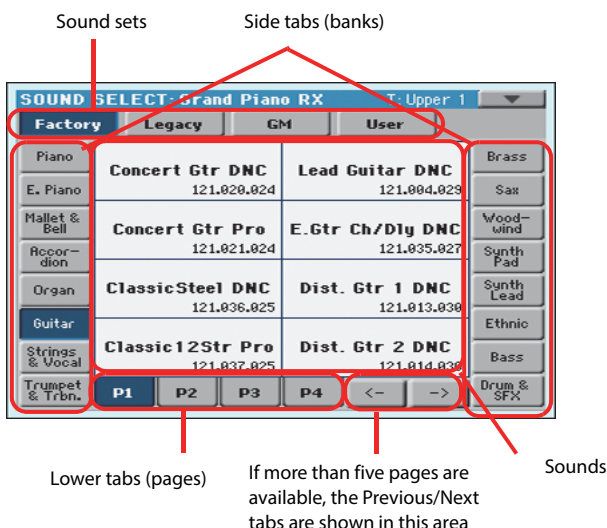 Sound sets
Side tabs (banks)
SOUND SELECT: Grand Piano RX T: Upper 1
Factory Legacy GM User
Piano
E. Piano
Mallet &
Bell
Accor-
dion
Organ
Guitar
Strings
& Vocal
Trumpet
& Trbn.
Concert Gtr DNC
121.020.024
Lead Guitar DNC
121.004.029
Concert Gtr Pro
121.021.024
E.Gtr Ch/Dly DNC
121.035.027
ClassicSteel DNC
121.036.025
Dist. Gtr 1 DNC
121.013.030
Classic12Str Pro
121.037.025
Dist. Gtr 2 DNC
121.014.030
Brass
Sax
Wood-
wind
Synth
Pad
Synth
Lead
Ethnic
Bass
Drum &
SFX
P1 P2 P3 P4 <- ->
Lower tabs (pages)
If more than five pages are
available, the Previous/Next
tabs are shown in this area
Sounds